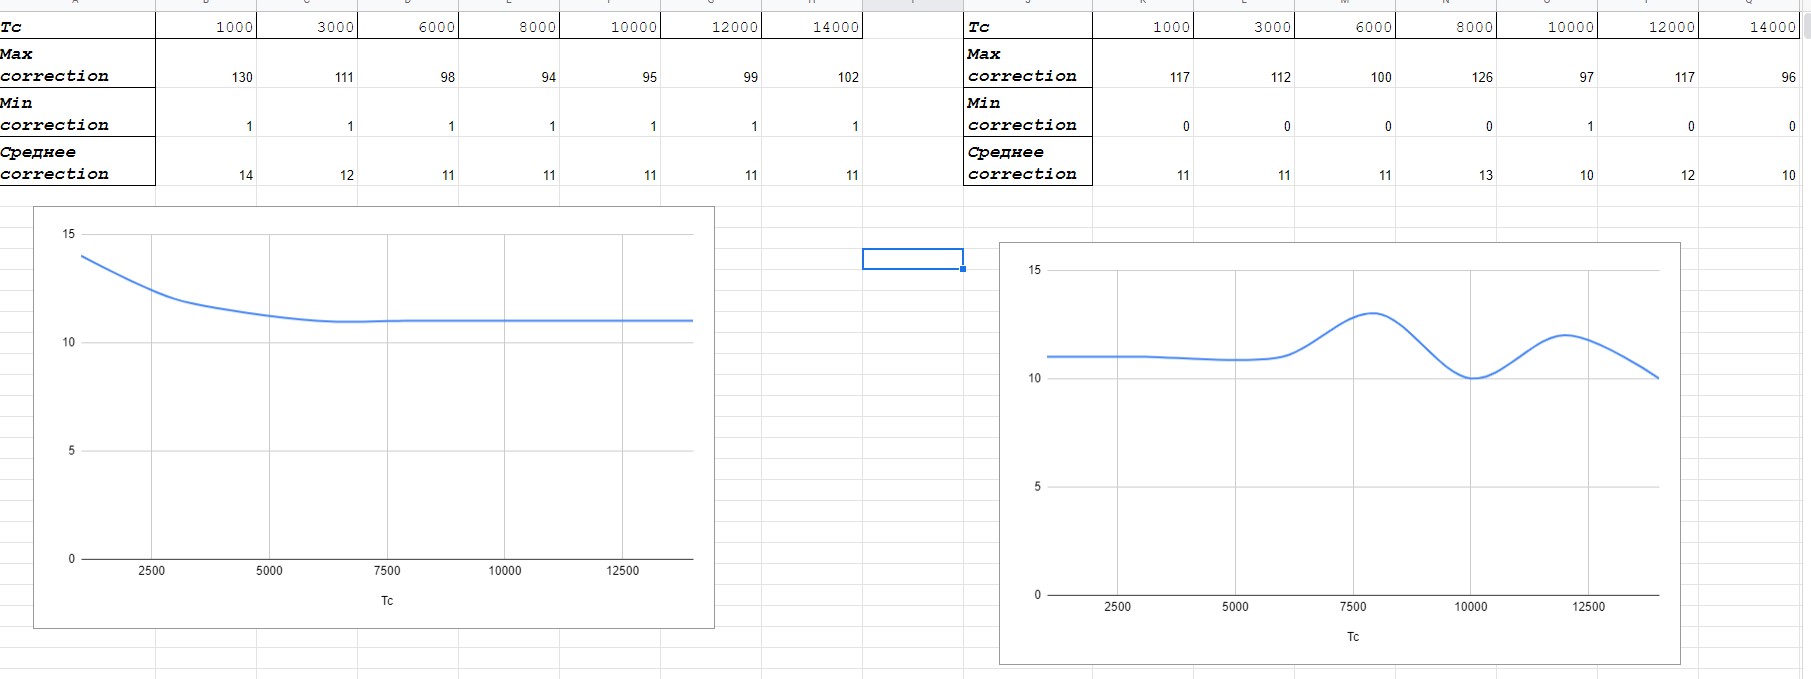 Tc 1000 3000 6000 8000 10000 12000 14000
Max
correction 130 111 98 94 95 99 102
Min
correction 1 1 1 1 1 1 1
Среднее
correction 14 12 11 11 11 11 11
Tc 1000 3000 6000 8000 10000 12000 14000
Max
correction 117 112 100 126 97 117 96
Min
correction 0 0 0 0 1 0 0
Среднее
correction 11 11 11 13 10 12 10
15
10
5
0
2500 5000 7500 10000 12500
Tc
15
10
5
0
2500 5000 7500 10000 12500
Tc